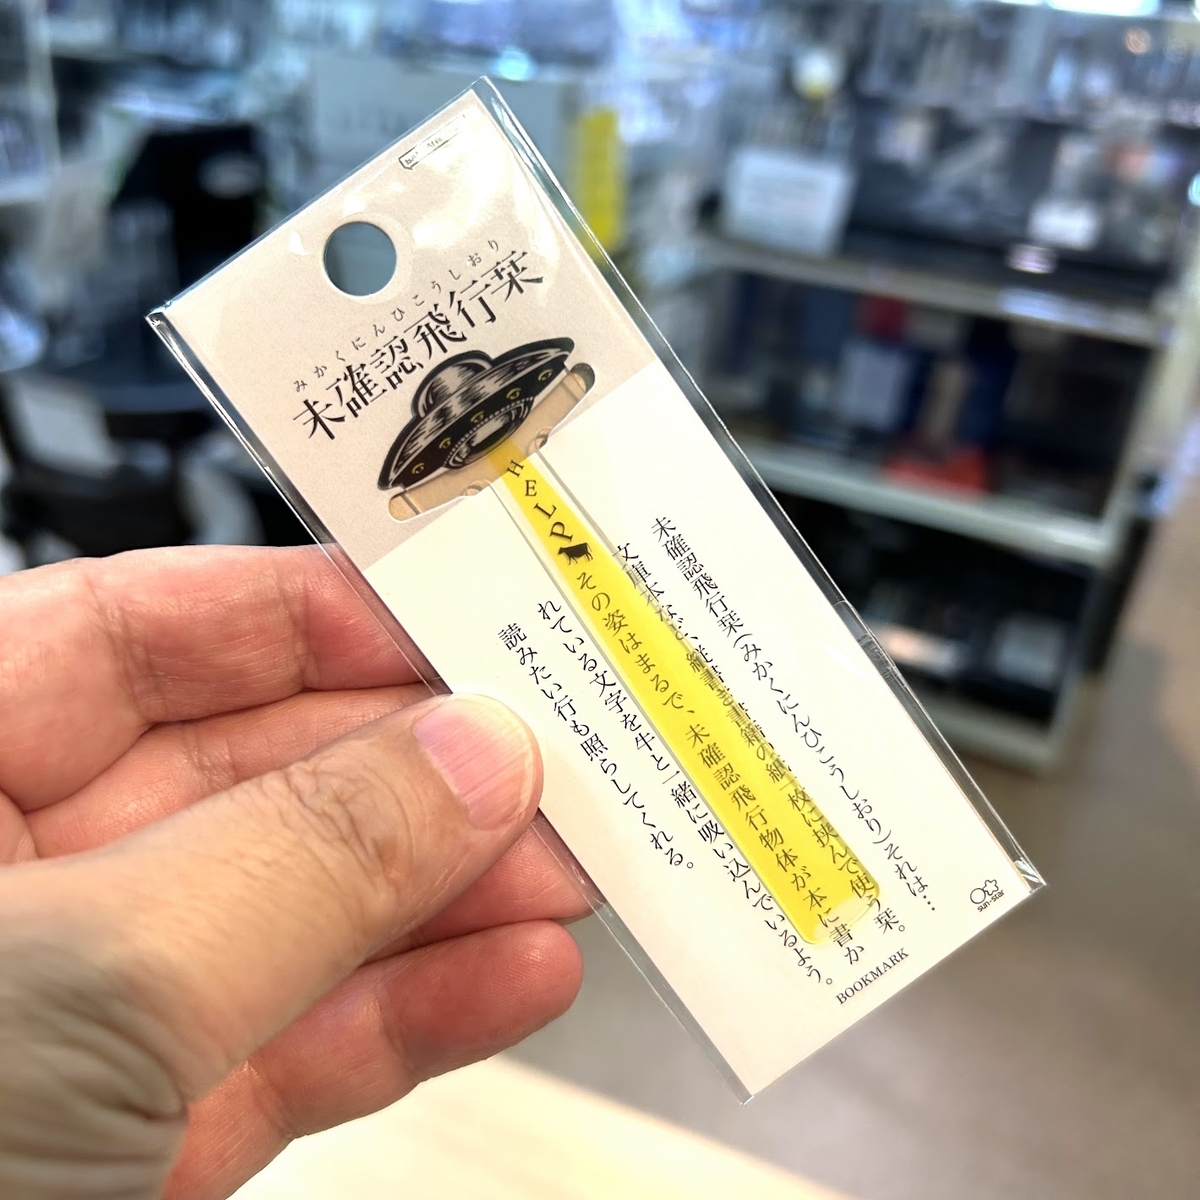 みかくにんひこうしおり
未確認飛行栞
HELP
未確認飛行栞(みかくにんひこうしおり)それは…
文庫本など、縦書き書籍の紙一枚に挟んで使う栞。
その姿はまるで、未確認飛行物体が本に書か
れている文字を牛と一緒に吸い込んでいるよう。
読みたい行も照らしてくれる。
sun-star
BOOKMARK